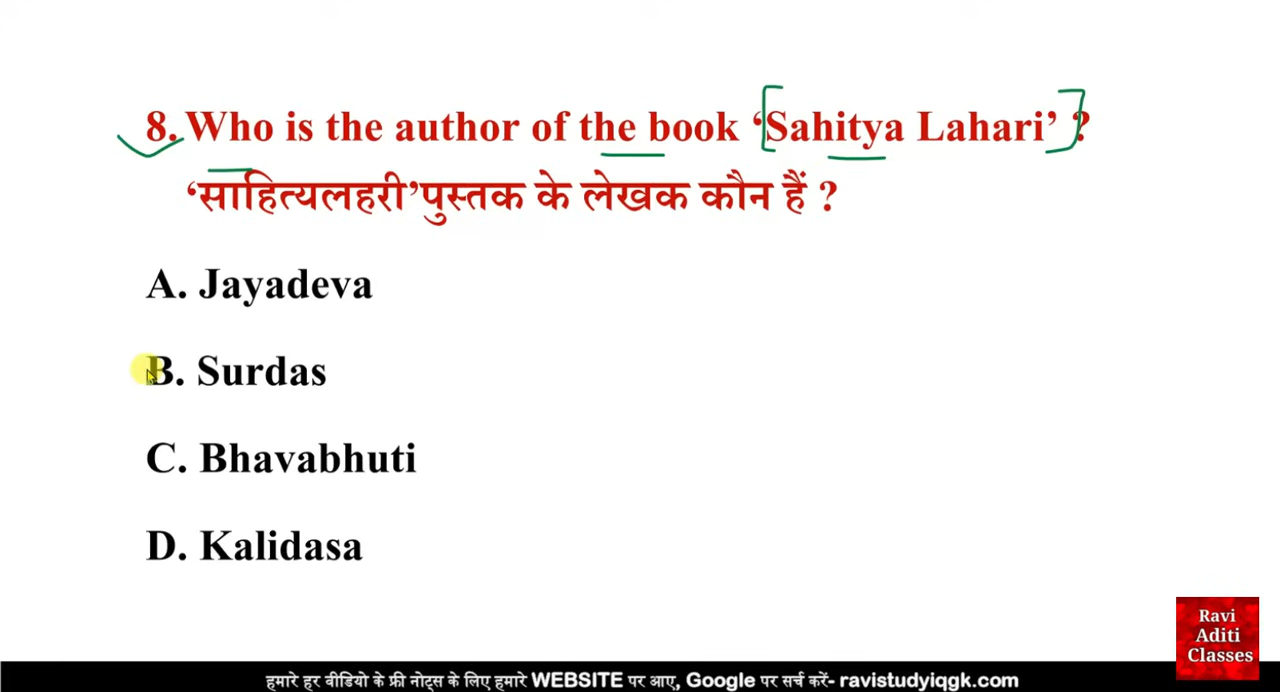 8. Who is the author of the book ‘Sahitya Lahari’ ?
‘साहित्यलहरी’पुस्तक के लेखक कौन हैं ?
A. Jayadeva
B. Surdas
C. Bhavabhuti
D. Kalidasa
Ravi
Aditi
Classes
हमारे हर वीडियो के फ्री नोट्स के लिए हमारे WEBSITE पर आए, Google पर सर्च करें- ravistudyiqgk.com